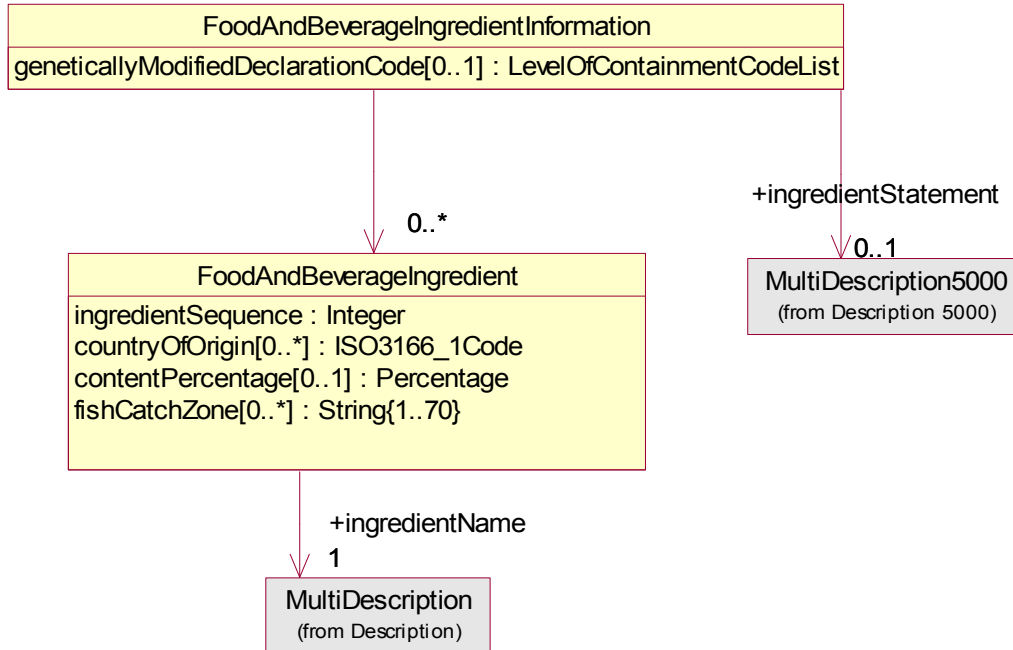 FoodAndBeverageIngredientInformation
geneticallyModifiedDeclarationCode[0..1] : LevelOfContainmentCodeList
+ingredientStatement
0..*
0..1
FoodAndBeverageIngredient
ingredientSequence : Integer
countryOfOrigin[0..*] : ISO3166_1Code
contentPercentage[0..1] : Percentage
fishCatchZone[0..*] : String{1..70}
MultiDescription5000
(from Description 5000)
+ingredientName
1
MultiDescription
(from Description)